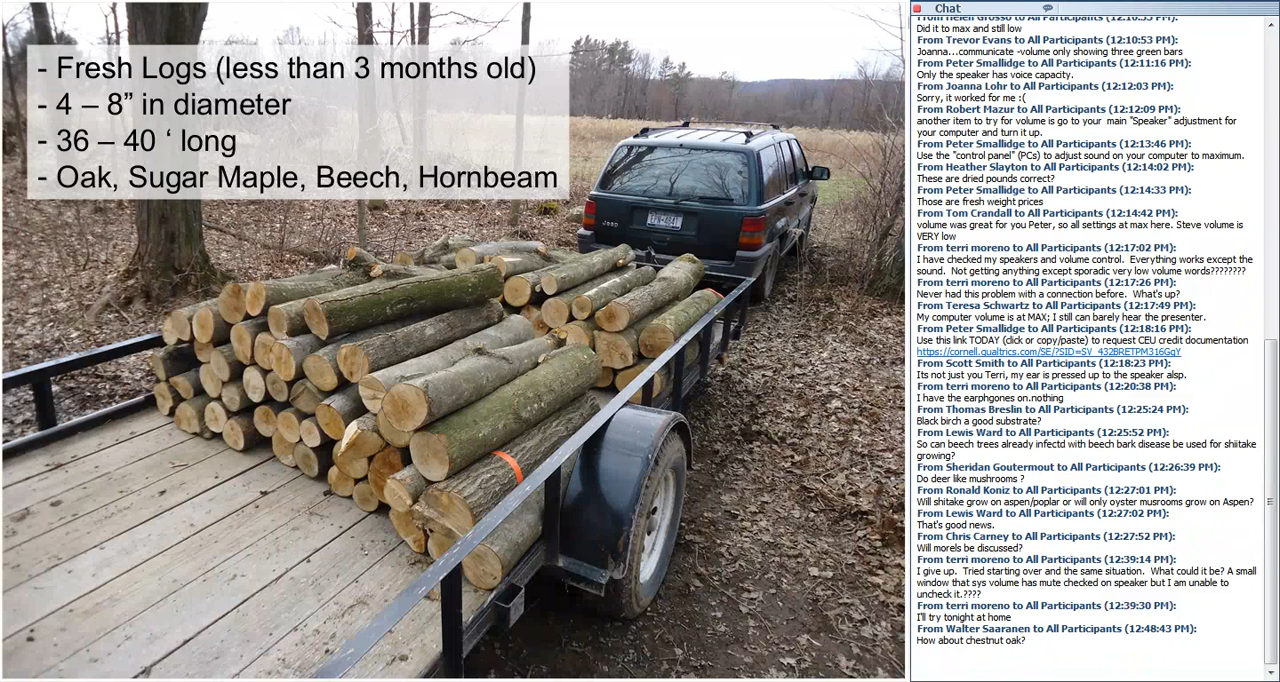 - Fresh Logs (less than 3 months old)
- 4 – 8” in diameter
- 36 – 40 ‘ long
- Oak, Sugar Maple, Beech, Hornbeam
Jeep
Chat
From Helen Grosso to All Participants (12:10:53 PM):
Did it to max and still low
From Trevor Evans to All Participants (12:10:53 PM):
Joanna...communicate -volume only showing three green bars
From Peter Smallidge to All Participants (12:11:16 PM):
Only the speaker has voice capacity.
From Joanna Lohr to All Participants (12:12:03 PM):
Sorry, it worked for me :(
From Robert Mazur to All Participants (12:12:09 PM):
another item to try for volume is go to your main "Speaker" adjustment for
your computer and turn it up.
From Peter Smallidge to All Participants (12:13:46 PM):
Use the "control panel" (PCs) to adjust sound on your computer to maximum.
From Heather Slayton to All Participants (12:14:02 PM):
These are dried pounds correct?
From Peter Smallidge to All Participants (12:14:33 PM):
Those are fresh weight prices
From Tom Crandall to All Participants (12:14:42 PM):
volume was great for you Peter, so all settings at max here. Steve volume is
VERY low
From terri moreno to All Participants (12:17:02 PM):
I have checked my speakers and volume control. Everything works except the
sound. Not getting anything except sporadic very low volume words????????
From terri moreno to All Participants (12:17:26 PM):
Never had this problem with a connection before. What's up?
From Teresa Schwartz to All Participants (12:17:49 PM):
My computer volume is at MAX; I still can barely hear the presenter.
From Peter Smallidge to All Participants (12:18:16 PM):
Use this link TODAY (click or copy/paste) to request CEU credit documentation
https://cornell.qualtrics.com/SE/?SID=SV_432BRETPM316GgY
From Scott Smith to All Participants (12:18:23 PM):
Its not just you Terri, my ear is pressed up to the speaker alsp.
From terri moreno to All Participants (12:20:38 PM):
I have the earphgones on.nothing
From Thomas Breslin to All Participants (12:25:24 PM):
Black birch a good substrate?
From Lewis Ward to All Participants (12:25:52 PM):
So can beech trees already infectd with beech bark disease be used for shiitake
growing?
From Sheridan Goutermout to All Participants (12:26:39 PM):
Do deer like mushrooms ?
From Ronald Koniz to All Participants (12:27:01 PM):
Will shitake grow on aspen/poplar or will only oyster musrooms grow on Aspen?
From Lewis Ward to All Participants (12:27:02 PM):
That's good news.
From Chris Carney to All Participants (12:27:52 PM):
Will morels be discussed?
From terri moreno to All Participants (12:39:14 PM):
I give up. Tried starting over and the same situation. What could it be? A small
window that sys volume has mute checked on speaker but I am unable to
uncheck it.????
From terri moreno to All Participants (12:39:30 PM):
I'll try tonight at home
From Walter Saaranen to All Participants (12:48:43 PM):
How about chestnut oak?